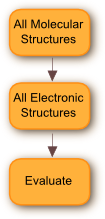 All Molecular
Structures
All Electronic
Structures
Evaluate